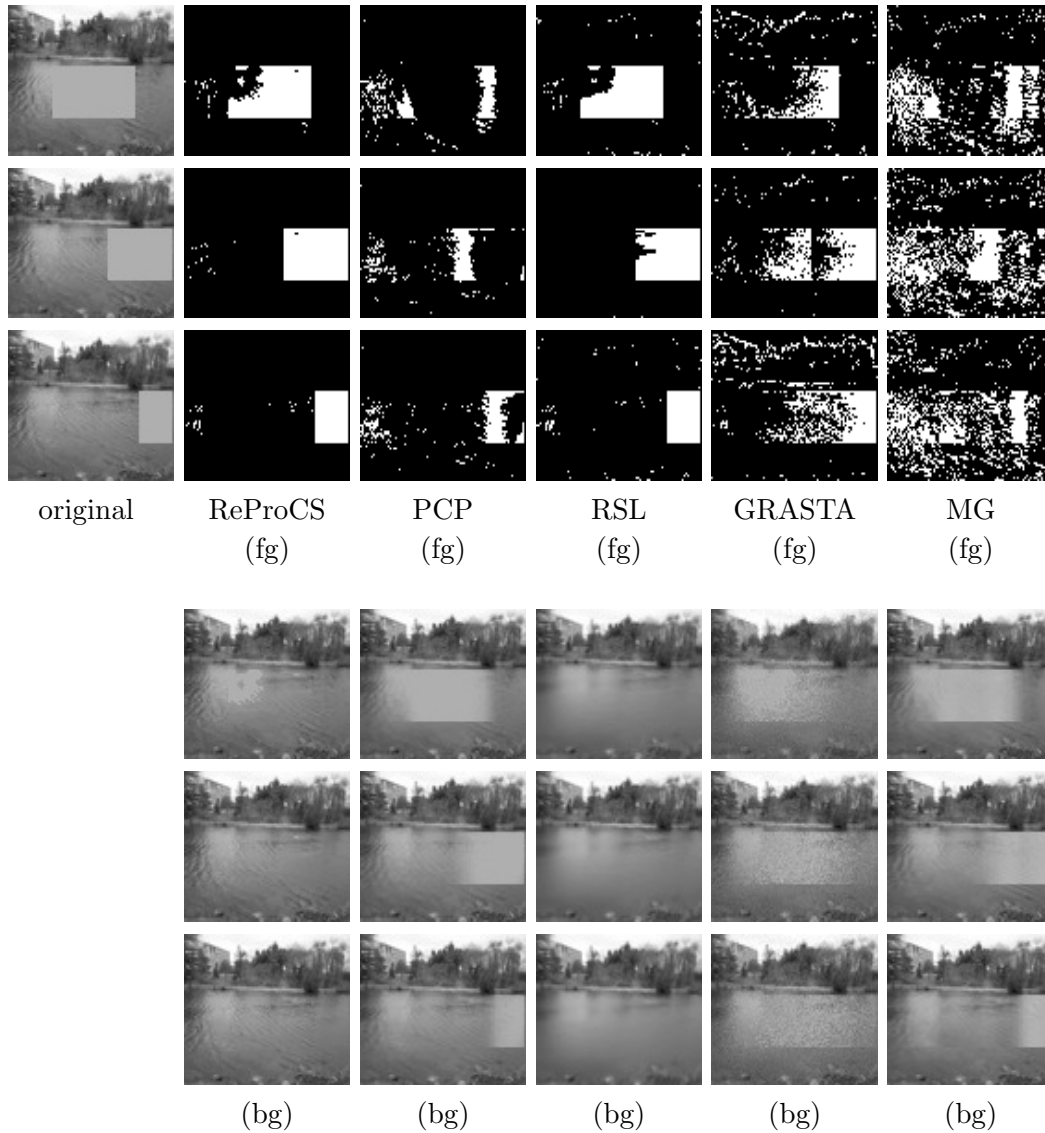 original ReProCS PCP RSL GRASTA MG
(fg) (fg) (fg) (fg) (fg)
(bg) (bg) (bg) (bg) (bg)